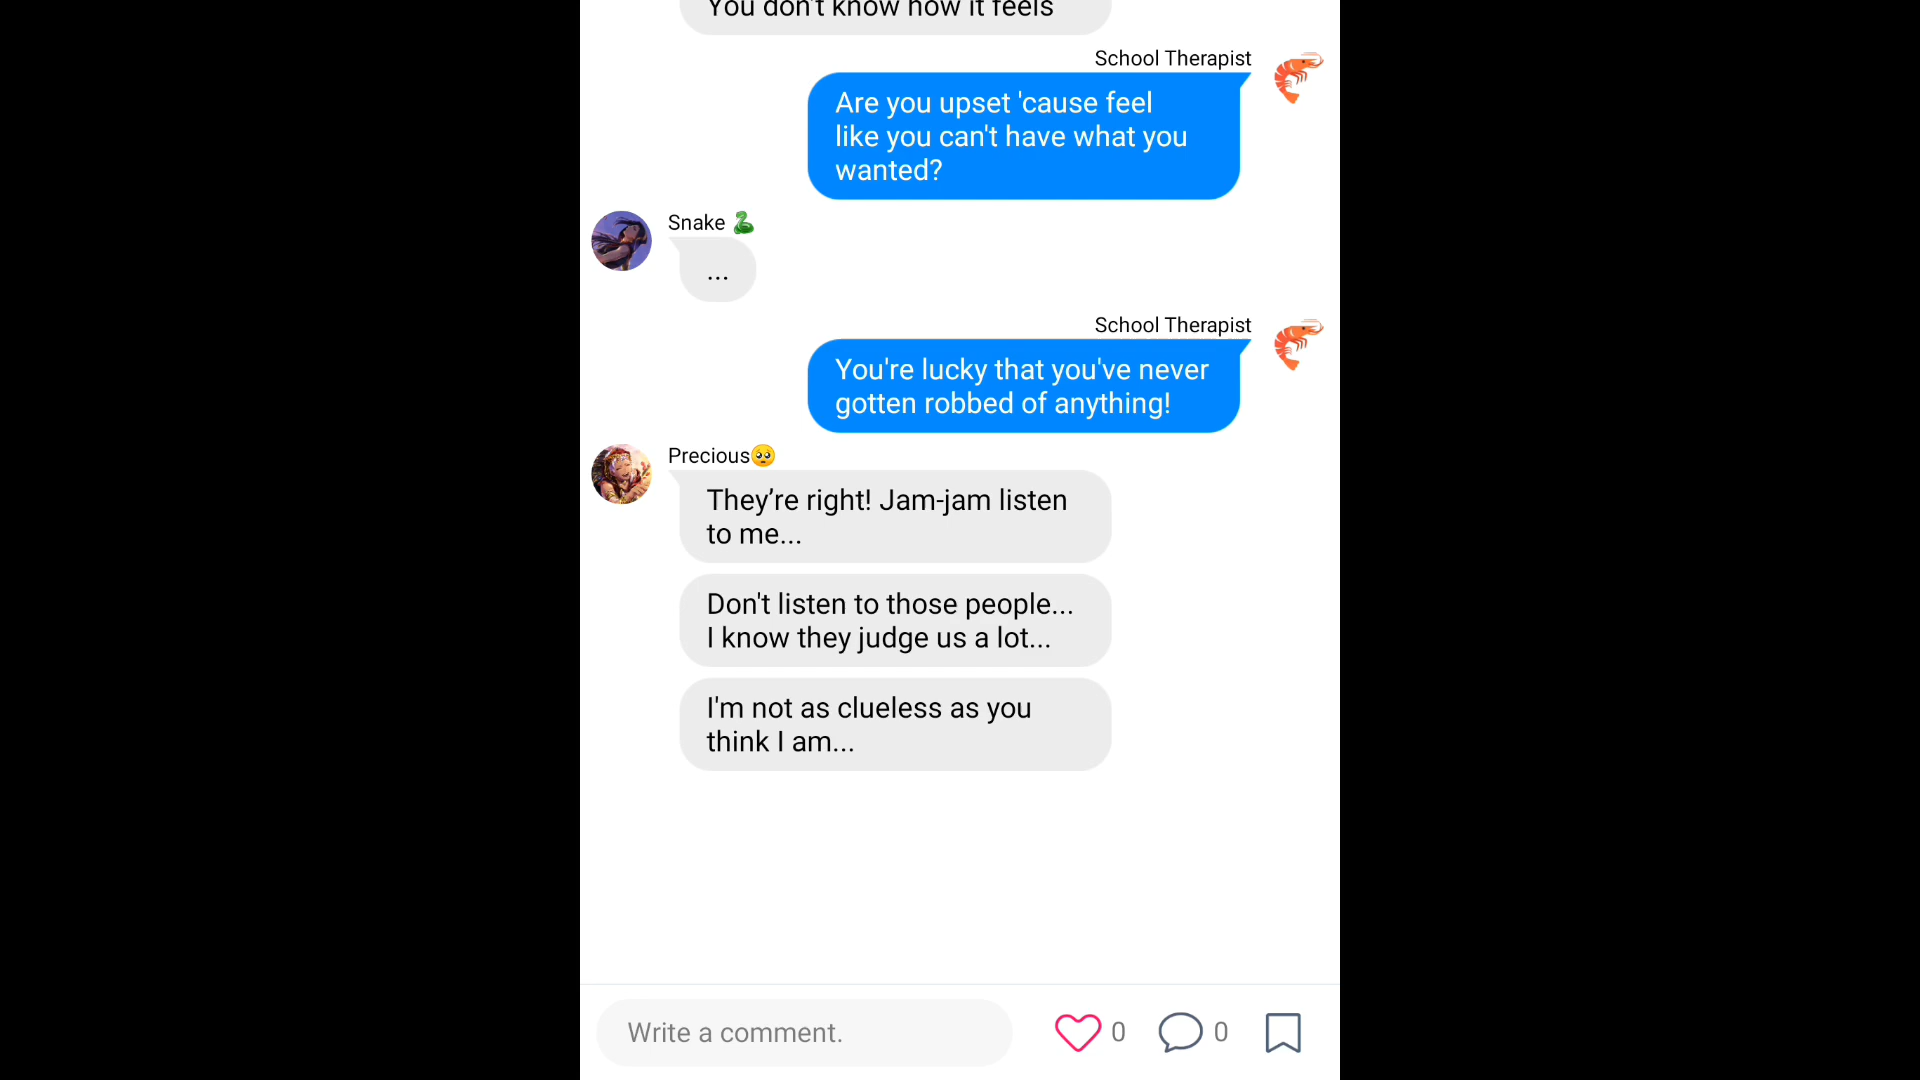 You don't know how it feels
School Therapist
Are you upset 'cause feel
like you can't have what you
wanted?
Snake 🐍
...
School Therapist
You're lucky that you've never
gotten robbed of anything!
Precious🥺
They’re right! Jam-jam listen
to me...
Don't listen to those people...
I know they judge us a lot...
I'm not as clueless as you
think I am...
Write a comment.
0
0